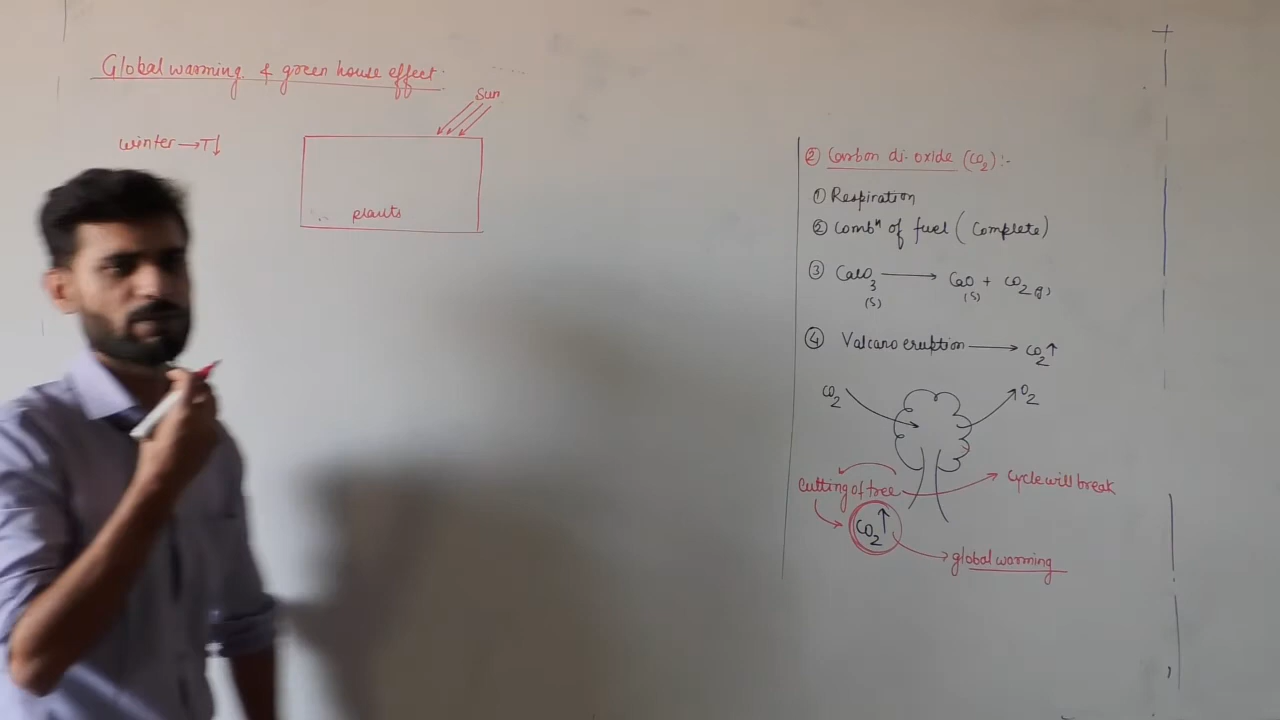 Global warming & green house effect.
Sun
winter → T↓
plants
② Carbon di. oxide (CO2) :-
① Respiration
② Combⁿ of fuel (Complete)
③ CaCO3 (s) → CaO (s) + CO2 (g)
④ Valcano eruption → CO2 ↑
CO2
O2
Cutting of tree
Cycle will break
CO2 ↑
global warming